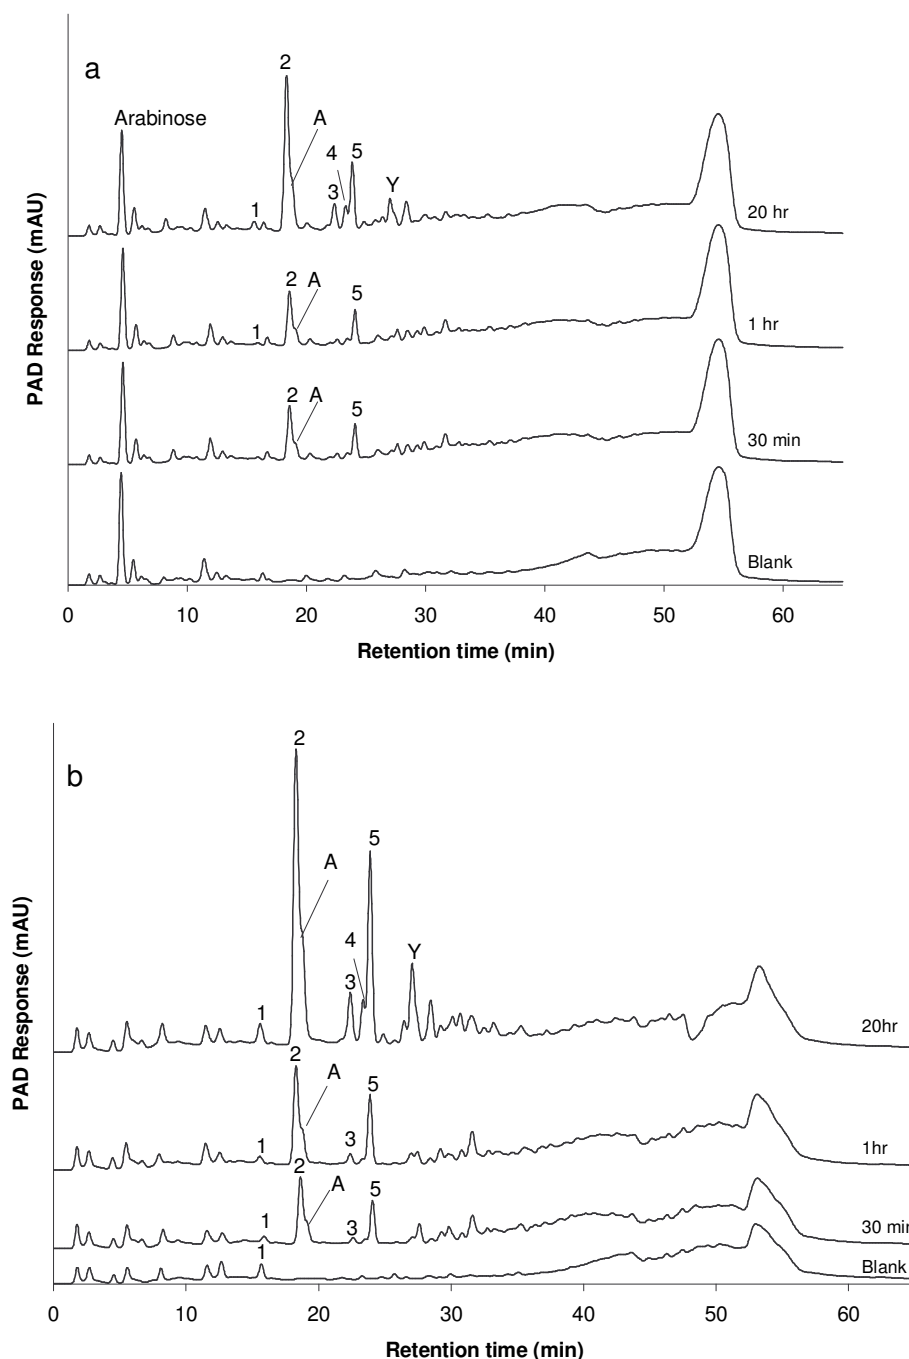 a
2
Arabinose
A
4
5
3
Y
1
20 hr
2
A
5
1
1 hr
2
A
5
30 min
Blank
0 10 20 30 40 50 60
Retention time (min)
PAD Response (mAU)
b
2
5
A
4
Y
3
1
20hr
2
A
5
3
1
1hr
2
A
5
1
3
30 min
1
Blank
0 10 20 30 40 50 60
Retention time (min)
PAD Response (mAU)